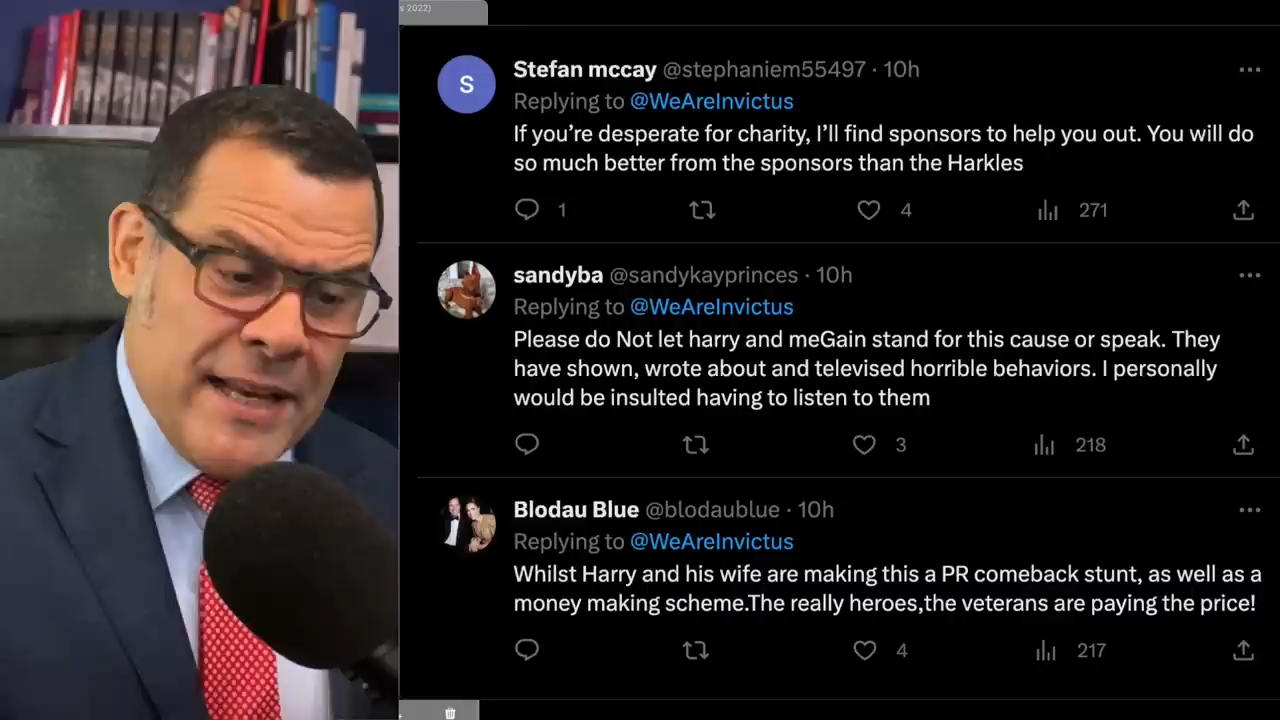 s 2022)
Stefan mccay @stephaniem55497 · 10h
Replying to @WeAreInvictus
If you’re desperate for charity, I’ll find sponsors to help you out. You will do
so much better from the sponsors than the Harkles
1 4 271
S
sandyba @sandykayprinces · 10h
Replying to @WeAreInvictus
Please do Not let harry and meGain stand for this cause or speak. They
have shown, wrote about and televised horrible behaviors. I personally
would be insulted having to listen to them
3 218
Blodau Blue @blodaublue · 10h
Replying to @WeAreInvictus
Whilst Harry and his wife are making this a PR comeback stunt, as well as a
money making scheme.The really heroes,the veterans are paying the price!
4 217